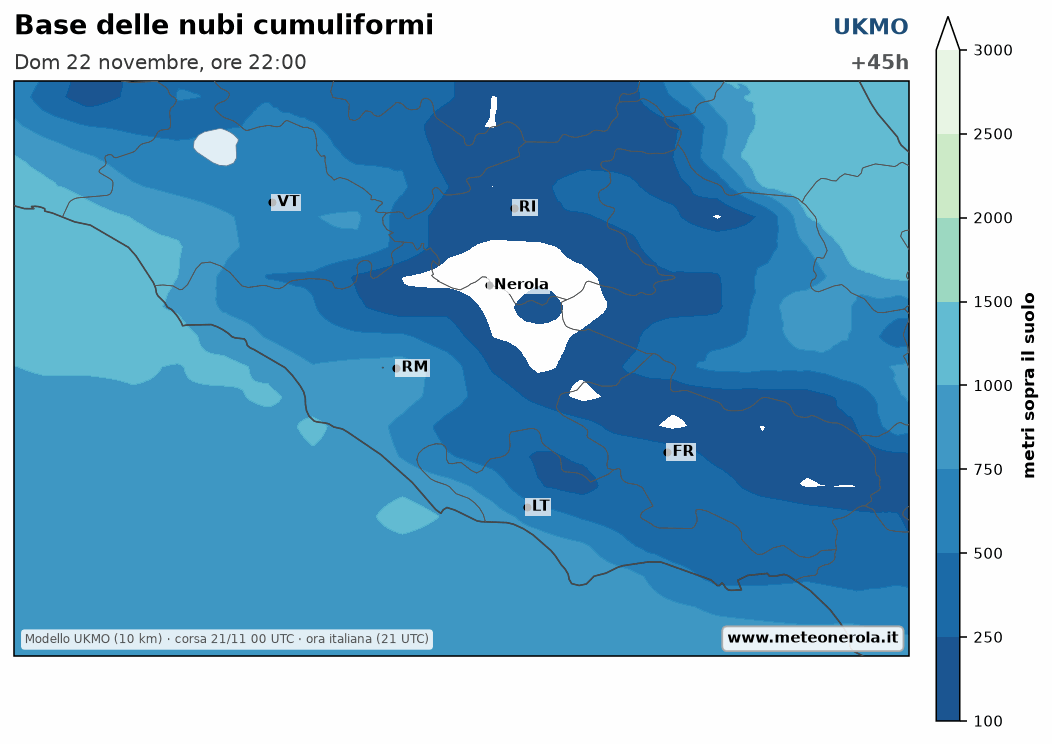 Base delle nubi cumuliformi
UKMO
Dom 22 novembre, ore 22:00
+45h
3000
2500
2000
1500
1000
750
500
250
100
metri sopra il suolo
VT
RI
Nerola
RM
FR
LT
Modello UKMO (10 km) · corsa 21/11 00 UTC · ora italiana (21 UTC)
www.meteonerola.it